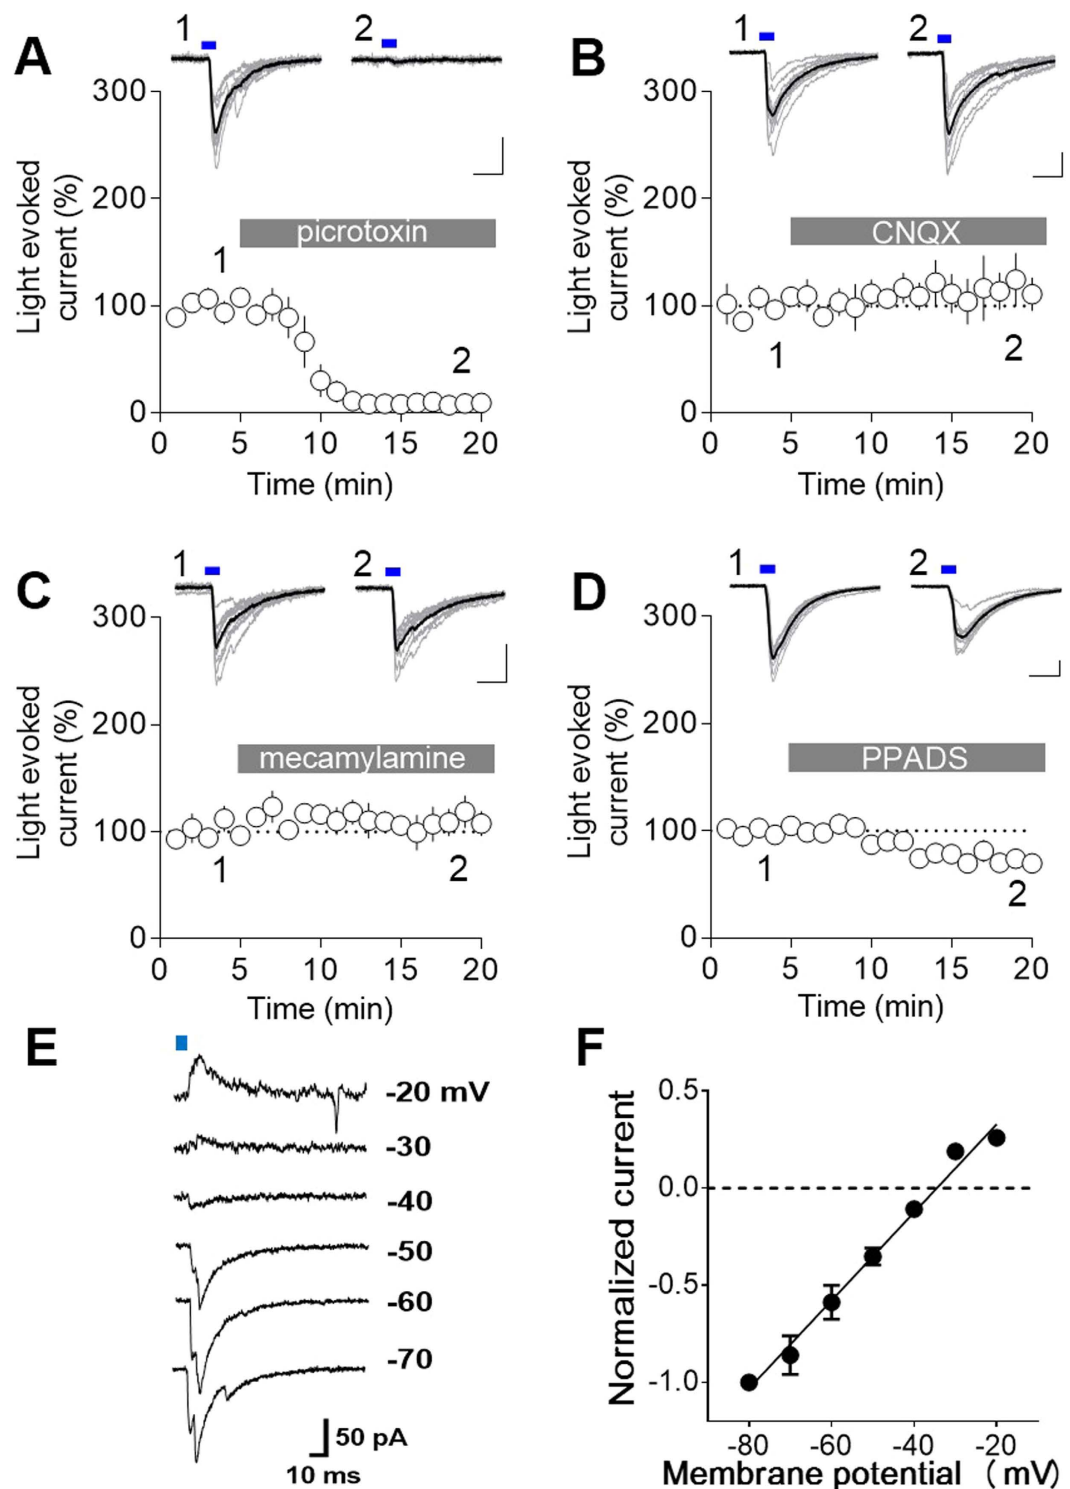 A
1
2
300
200
100
0
Light evoked
current (%)
picrotoxin
1
2
0 5 10 15 20
Time (min)
B
1
2
300
200
100
0
Light evoked
current (%)
CNQX
1
2
0 5 10 15 20
Time (min)
C
1
2
300
200
100
0
Light evoked
current (%)
mecamylamine
1
2
0 5 10 15 20
Time (min)
D
1
2
300
200
100
0
Light evoked
current (%)
PPADS
1
2
0 5 10 15 20
Time (min)
E
-20 mV
-30
-40
-50
-60
-70
50 pA
10 ms
F
0.5
0.0
-0.5
-1.0
Normalized current
-80 -60 -40 -20
Membrane potential (mV)